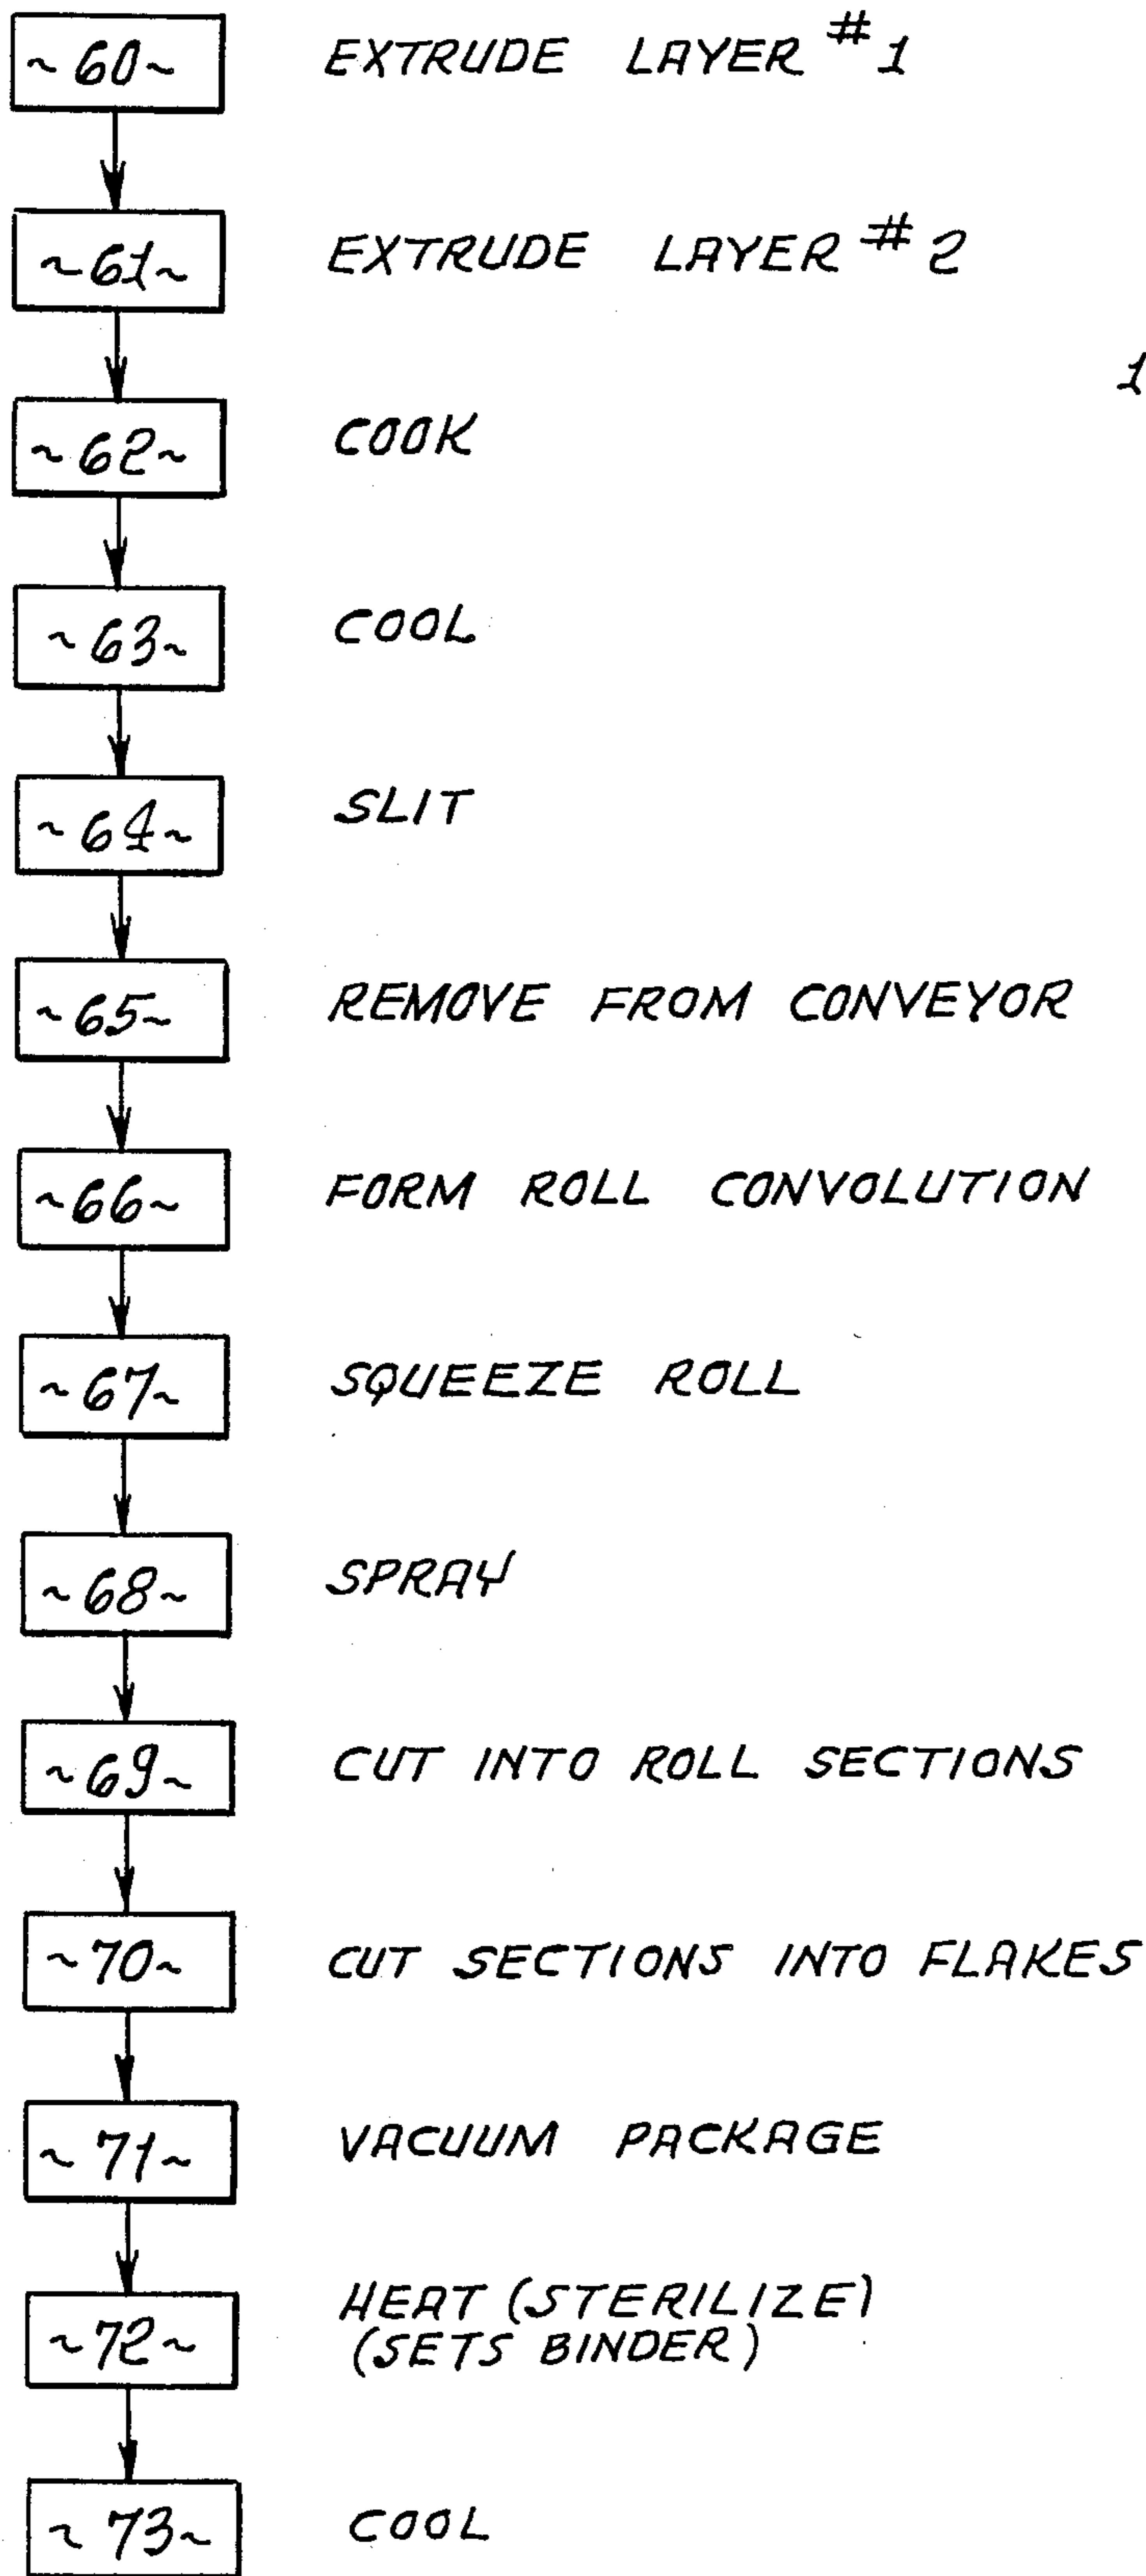 ~60~ EXTRUDE LAYER #1
~61~ EXTRUDE LAYER #2
1
~62~ COOK
~63~ COOL
~64~ SLIT
~65~ REMOVE FROM CONVEYOR
~66~ FORM ROLL CONVOLUTION
~67~ SQUEEZE ROLL
~68~ SPRAY
~69~ CUT INTO ROLL SECTIONS
~70~ CUT SECTIONS INTO FLAKES
~71~ VACUUM PACKAGE
~72~ HEAT (STERILIZE)
(SETS BINDER)
~73~ COOL